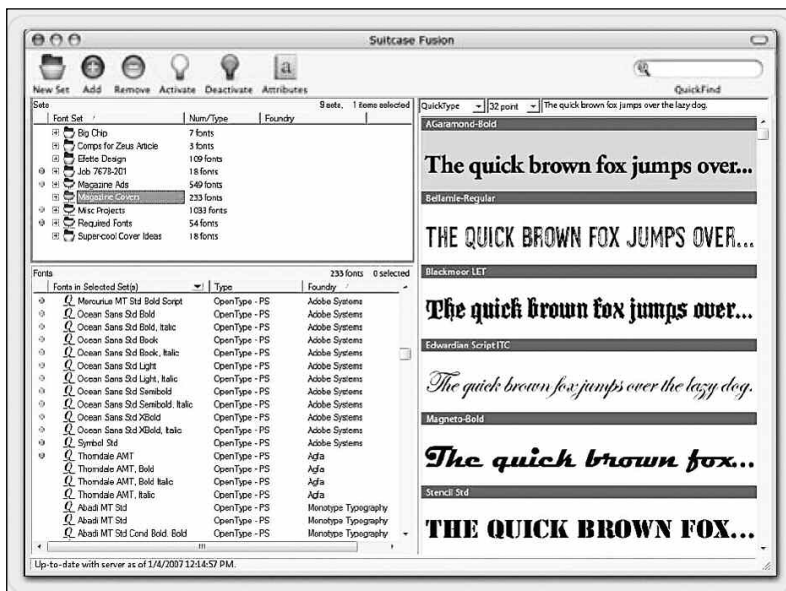 Suitcase Fusion
New Set Add Remove Activate Deactivate Attributes
QuickFind
Sets 9 sets, 1 items selected
Font Set Num/Type Foundry
Big Chip 7 fonts
Comps for Zeus Article 3 fonts
Elette Design 109 fonts
Job 7678-201 18 fonts
Magazine Ads 549 fonts
Magazine Covers 233 fonts
Misc Projects 1033 fonts
Required Fonts 54 fonts
Super-cool Cover Ideas 18 fonts
Fonts 233 fonts 0 selected
Fonts in Selected Set(s) Type Foundry
Mercurius MT Std Bold Script OpenType - PS Adobe Systems
Ocean Sans Std Bold OpenType - PS Adobe Systems
Ocean Sans Std Bold, Italic OpenType - PS Adobe Systems
Ocean Sans Std Book OpenType - PS Adobe Systems
Ocean Sans Std Book, Italic OpenType - PS Adobe Systems
Ocean Sans Std Light OpenType - PS Adobe Systems
Ocean Sans Std Light, Italic OpenType - PS Adobe Systems
Ocean Sans Std Semibold OpenType - PS Adobe Systems
Ocean Sans Std Semibold, Italic OpenType - PS Adobe Systems
Ocean Sans Std XBold OpenType - PS Adobe Systems
Ocean Sans Std XBold, Italic OpenType - PS Adobe Systems
Symbol Std OpenType - PS Adobe Systems
Thorndale AMT OpenType - PS Agfa
Thorndale AMT, Bold OpenType - PS Agfa
Thorndale AMT, Bold Italic OpenType - PS Agfa
Thorndale AMT, Italic OpenType - PS Agfa
Abadi MT Std OpenType - PS Monotype Typography
Abadi MT Std OpenType - PS Monotype Typography
Abadi MT Std Cond Bold, Bold OpenType - PS Monotype Typography
Up-to-date with server as of 1/4/2007 12:14:57 PM.
QuickType 32 point The quick brown fox jumps over the lazy dog.
AGaramond-Bold
The quick brown fox jumps over...
Bellamie-Regular
THE QUICK BROWN FOX JUMPS OVER...
Blackmoor LET
The quick brown fox jumps over...
Edwardian Script ITC
The quick brown fox jumps over the lazy dog.
Magneto-Bold
The quick brown fox...
Stencil Std
THE QUICK BROWN FOX...